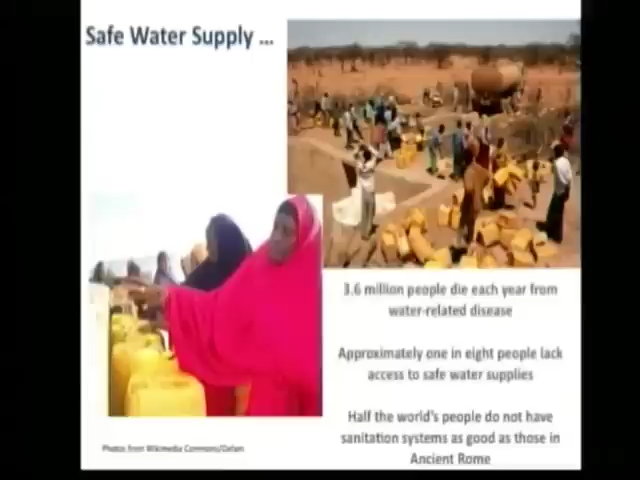 Safe Water Supply ...
3.6 million people die each year from
water-related disease
Approximately one in eight people lack
access to safe water supplies
Half the world's people do not have
sanitation systems as good as those in
Ancient Rome
Photos from Wikimedia Commons/Oxfam